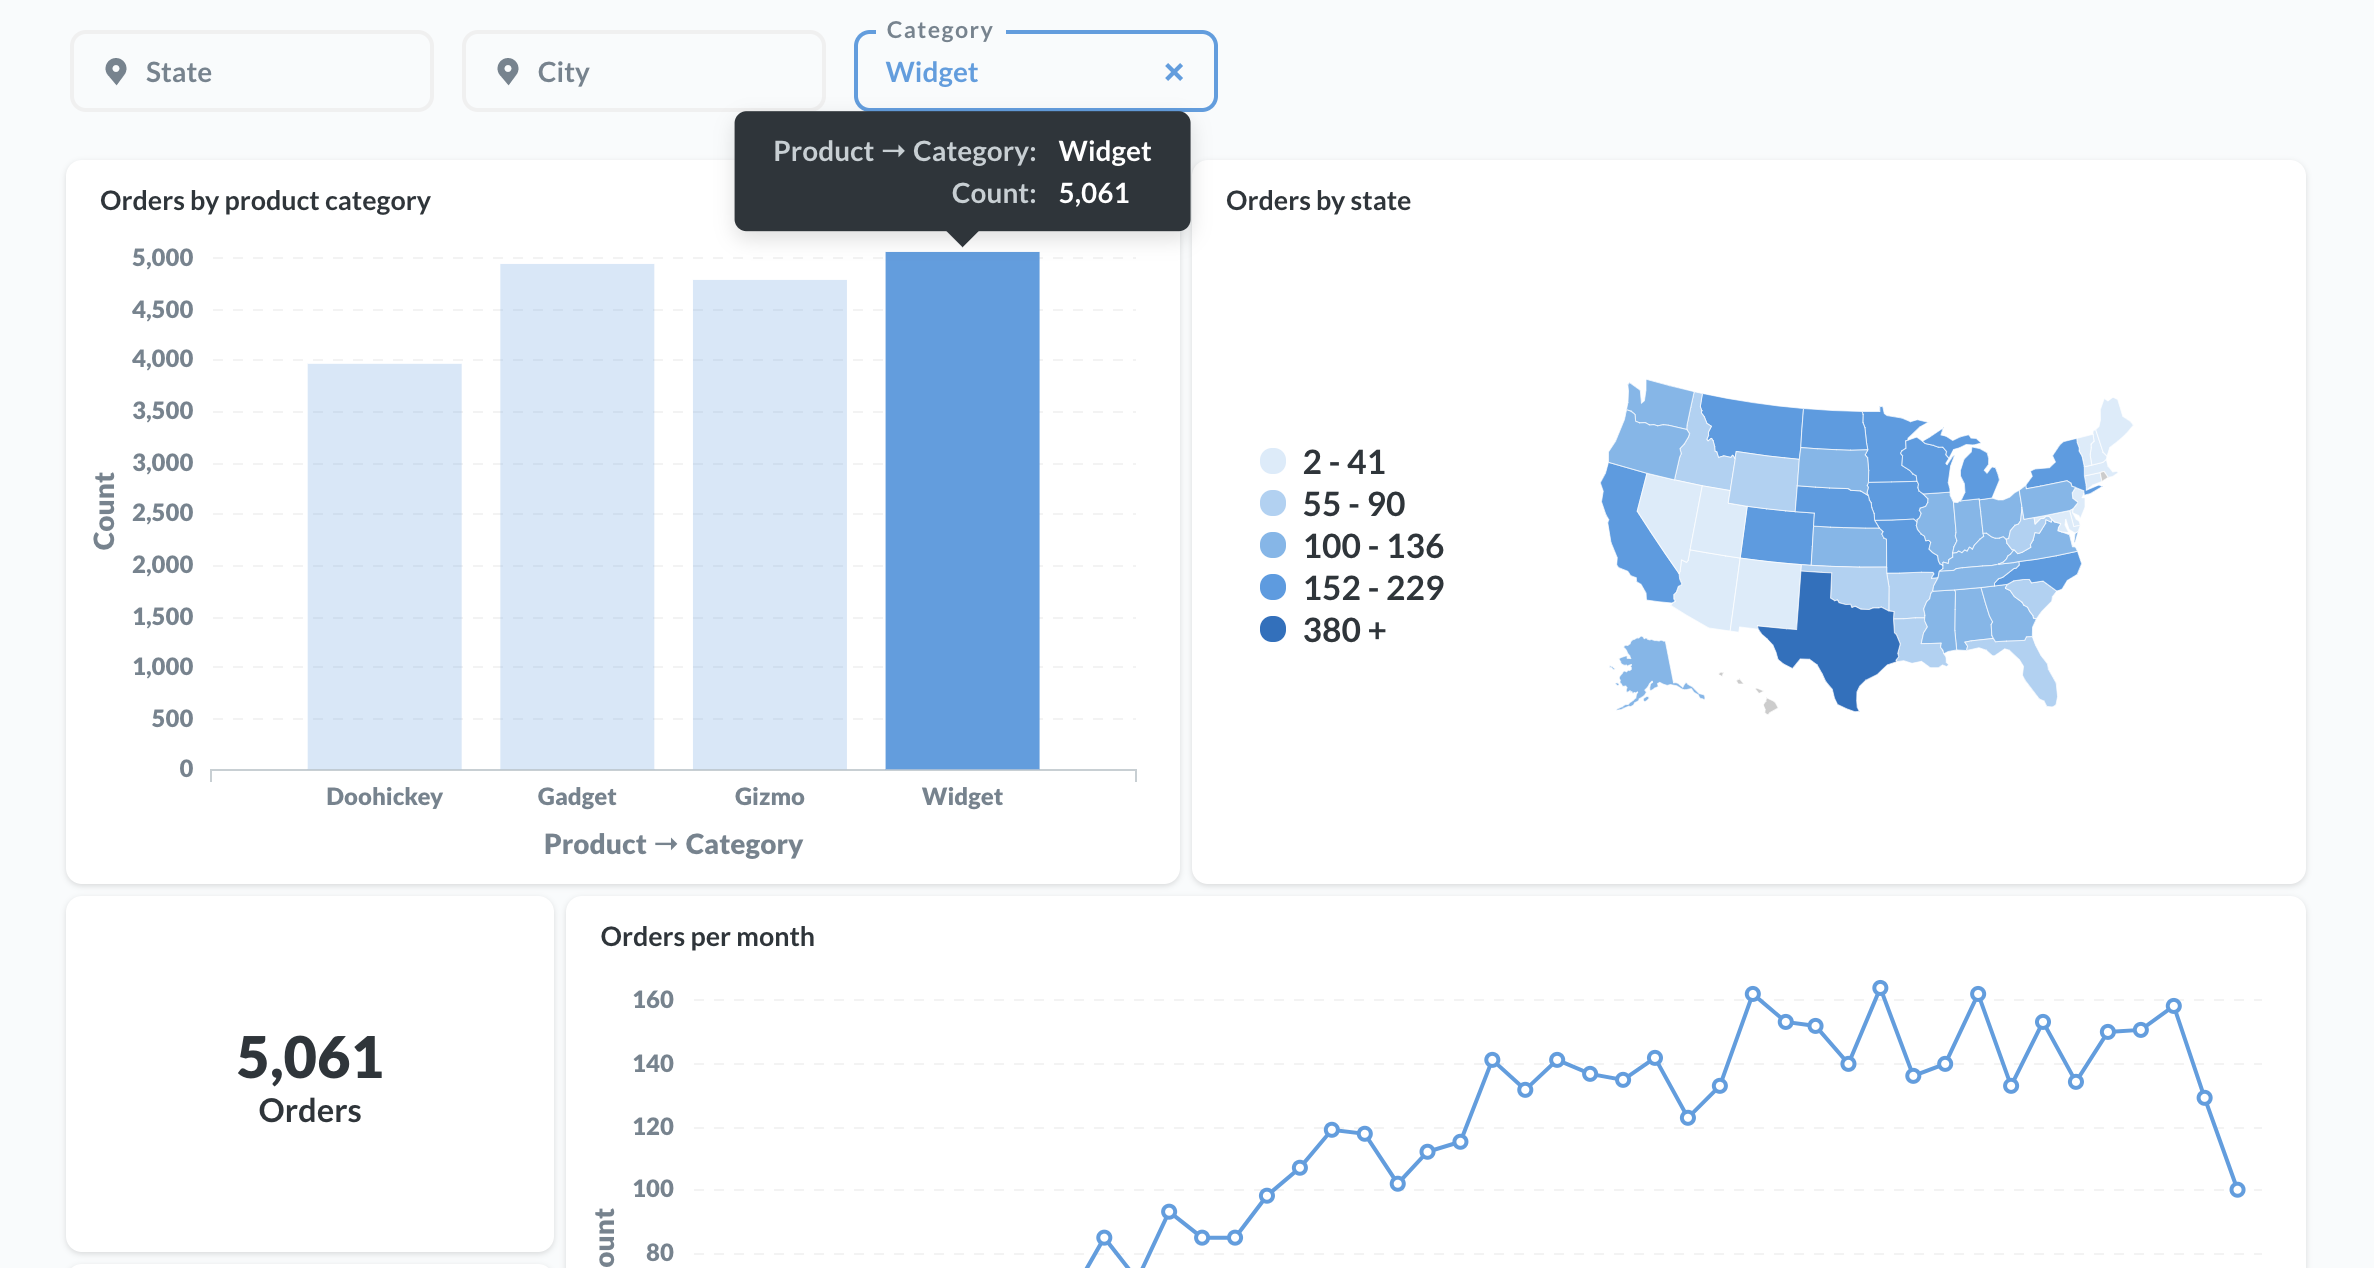 State
City
Category
Widget
Product → Category: Widget
Count: 5,061
Orders by product category
5,000
4,500
4,000
3,500
3,000
2,500
2,000
1,500
1,000
500
0
Count
Doohickey
Gadget
Gizmo
Widget
Product → Category
Orders by state
2 - 41
55 - 90
100 - 136
152 - 229
380 +
5,061
Orders
Orders per month
160
140
120
100
80
ount